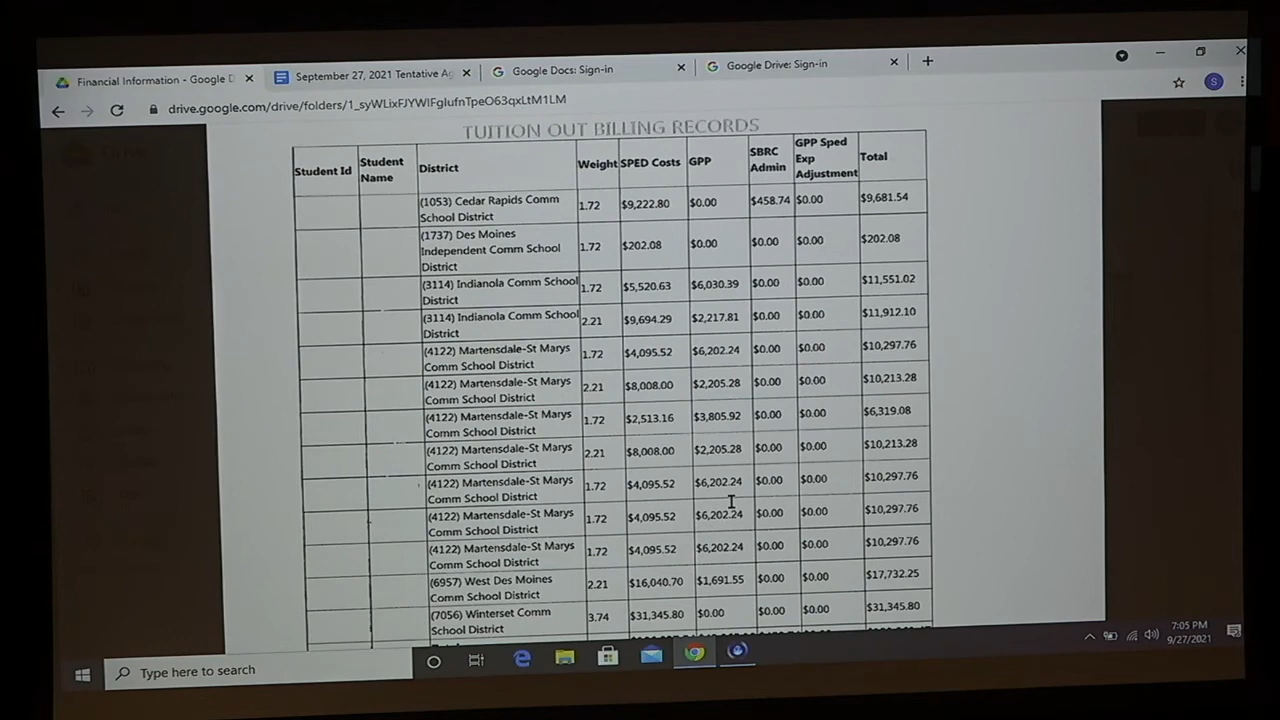 Financial Information - Google D
September 27, 2021 Tentative Ag
Google Docs: Sign-in
Google Drive: Sign-in
drive.google.com/drive/folders/1_syWLixFJYWIFglufnTpeO63qxLtM1LM
S
TUITION OUT BILLING RECORDS
Student Id Student Name District Weight SPED Costs GPP SBRC Admin GPP Sped Exp Adjustment Total
(1053) Cedar Rapids Comm School District 1.72 $9,222.80 $0.00 $458.74 $0.00 $9,681.54
(1737) Des Moines Independent Comm School District 1.72 $202.08 $0.00 $0.00 $0.00 $202.08
(3114) Indianola Comm School District 1.72 $5,520.63 $6,030.39 $0.00 $0.00 $11,551.02
(3114) Indianola Comm School District 2.21 $9,694.29 $2,217.81 $0.00 $0.00 $11,912.10
(4122) Martensdale-St Marys Comm School District 1.72 $4,095.52 $6,202.24 $0.00 $0.00 $10,297.76
(4122) Martensdale-St Marys Comm School District 2.21 $8,008.00 $2,205.28 $0.00 $0.00 $10,213.28
(4122) Martensdale-St Marys Comm School District 1.72 $2,513.16 $3,805.92 $0.00 $0.00 $6,319.08
(4122) Martensdale-St Marys Comm School District 2.21 $8,008.00 $2,205.28 $0.00 $0.00 $10,213.28
(4122) Martensdale-St Marys Comm School District 1.72 $4,095.52 $6,202.24 $0.00 $0.00 $10,297.76
(4122) Martensdale-St Marys Comm School District 1.72 $4,095.52 $6,202.24 $0.00 $0.00 $10,297.76
(4122) Martensdale-St Marys Comm School District 1.72 $4,095.52 $6,202.24 $0.00 $0.00 $10,297.76
(6957) West Des Moines Comm School District 2.21 $16,040.70 $1,691.55 $0.00 $0.00 $17,732.25
(7056) Winterset Comm School District 3.74 $31,345.80 $0.00 $0.00 $0.00 $31,345.80
Type here to search
7:05 PM
9/27/2021